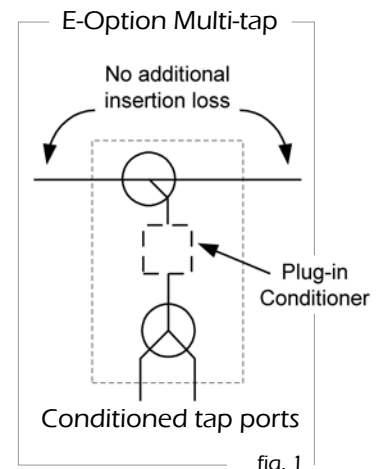 E-Option Multi-tap
No additional
insertion loss
Plug-in
Conditioner
Conditioned tap ports
fig. 1